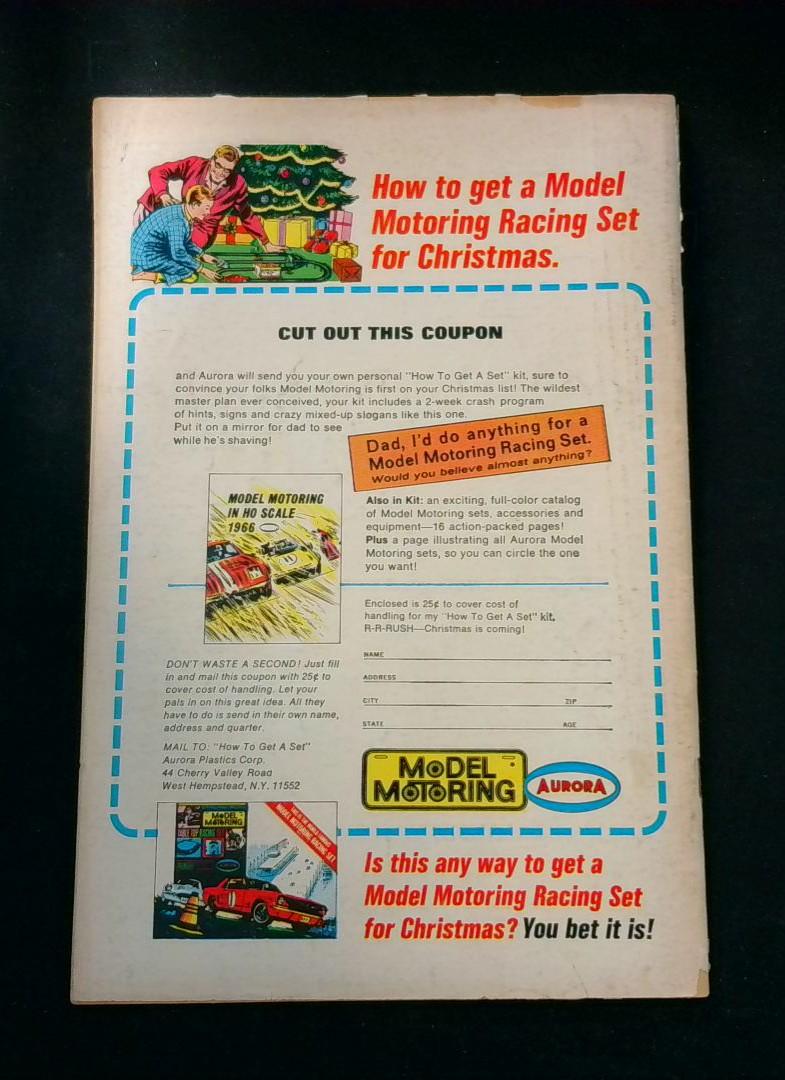 How to get a Model
Motoring Racing Set
for Christmas.
CUT OUT THIS COUPON
and Aurora will send you your own personal "How To Get A Set" kit, sure to
convince your folks Model Motoring is first on your Christmas list! The wildest
master plan ever conceived, your kit includes a 2-week crash program
of hints, signs and crazy mixed-up slogans like this one.
Put it on a mirror for dad to see
while he's shaving!
Dad, I'd do anything for a
Model Motoring Racing Set.
Would you believe almost anything?
MODEL MOTORING
IN HO SCALE
1966
11
Also in Kit: an exciting, full-color catalog
of Model Motoring sets, accessories and
equipment—16 action-packed pages!
Plus a page illustrating all Aurora Model
Motoring sets, so you can circle the one
you want!
Enclosed is 25¢ to cover cost of
handling for my "How To Get A Set" kit.
R-R-RUSH—Christmas is coming!
NAME
ADDRESS
CITY ZIP
STATE AGE
DON'T WASTE A SECOND! Just fill
in and mail this coupon with 25¢ to
cover cost of handling. Let your
pals in on this great idea. All they
have to do is send in their own name,
address and quarter.
MAIL TO: "How To Get A Set"
Aurora Plastics Corp.
44 Cherry Valley Road
West Hempstead, N.Y. 11552
MODEL
MOTORING
AURORA
MODEL
MOTORING
TABLE TOP RACING SET
AURORA
MODEL MOTORING RACING SET
Is this any way to get a
Model Motoring Racing Set
for Christmas? You bet it is!